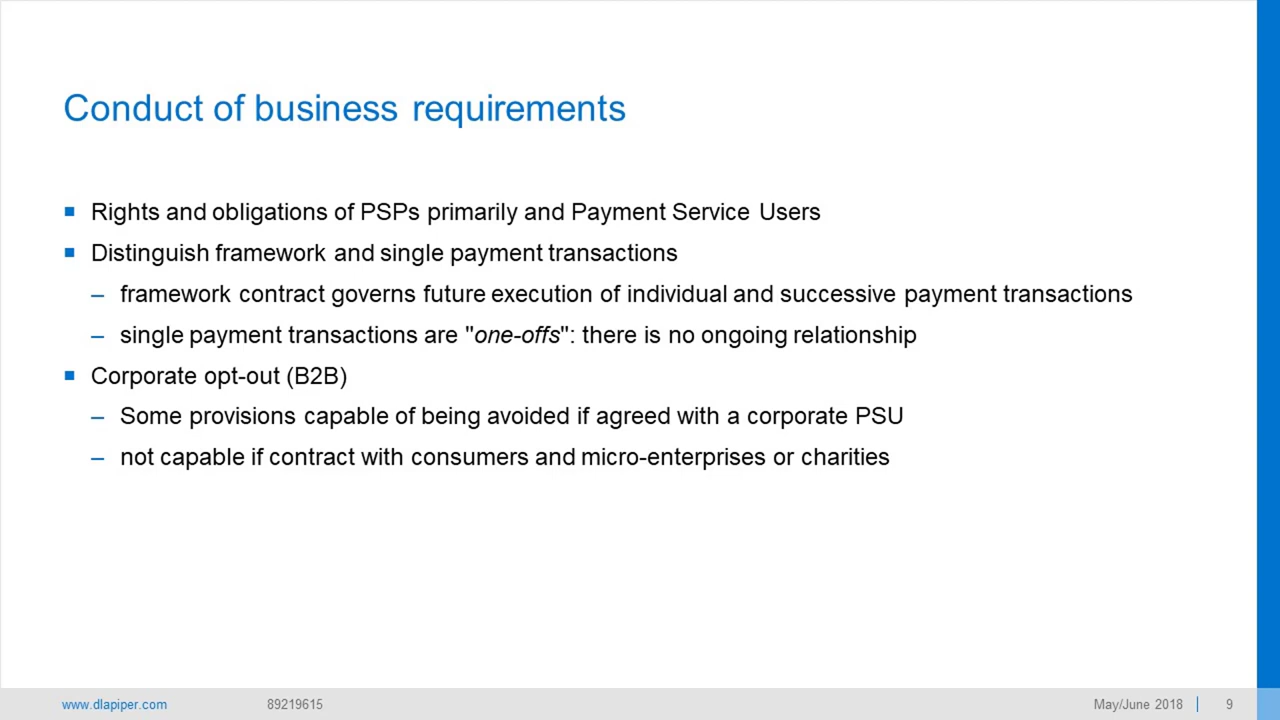 Conduct of business requirements
■ Rights and obligations of PSPs primarily and Payment Service Users
■ Distinguish framework and single payment transactions
– framework contract governs future execution of individual and successive payment transactions
– single payment transactions are "one-offs": there is no ongoing relationship
■ Corporate opt-out (B2B)
– Some provisions capable of being avoided if agreed with a corporate PSU
– not capable if contract with consumers and micro-enterprises or charities
www.dlapiper.com 89219615 May/June 2018 | 9